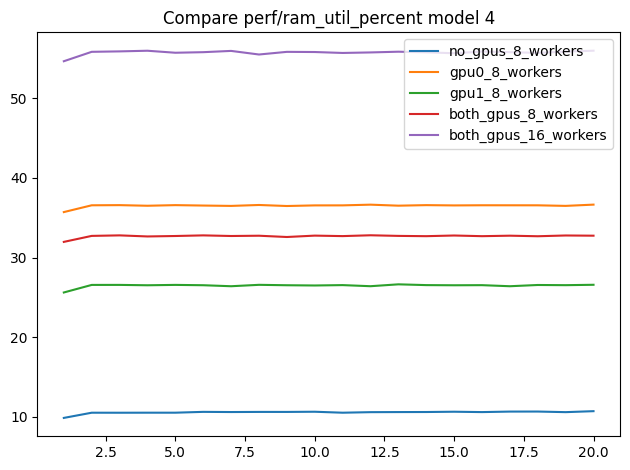 Compare perf/ram_util_percent model 4
no_gpus_8_workers
gpu0_8_workers
gpu1_8_workers
both_gpus_8_workers
both_gpus_16_workers
50
40
30
20
10
2.5 5.0 7.5 10.0 12.5 15.0 17.5 20.0